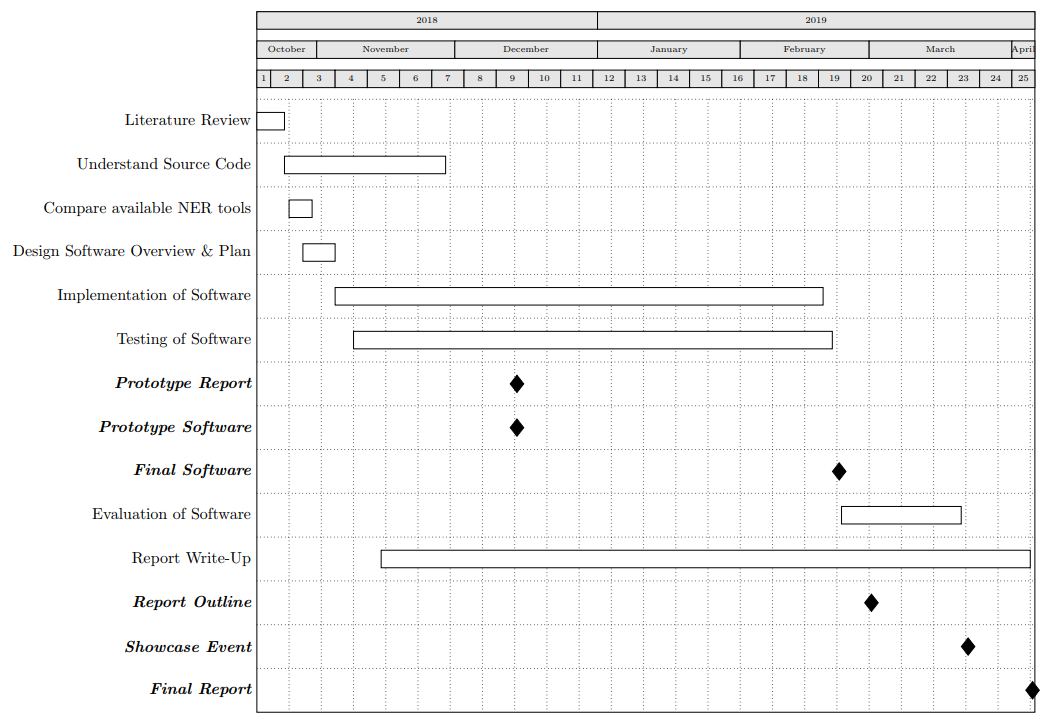 2018 2019
October November December January February March April
1 2 3 4 5 6 7 8 9 10 11 12 13 14 15 16 17 18 19 20 21 22 23 24 25
Literature Review
Understand Source Code
Compare available NER tools
Design Software Overview & Plan
Implementation of Software
Testing of Software
Prototype Report
Prototype Software
Final Software
Evaluation of Software
Report Write-Up
Report Outline
Showcase Event
Final Report